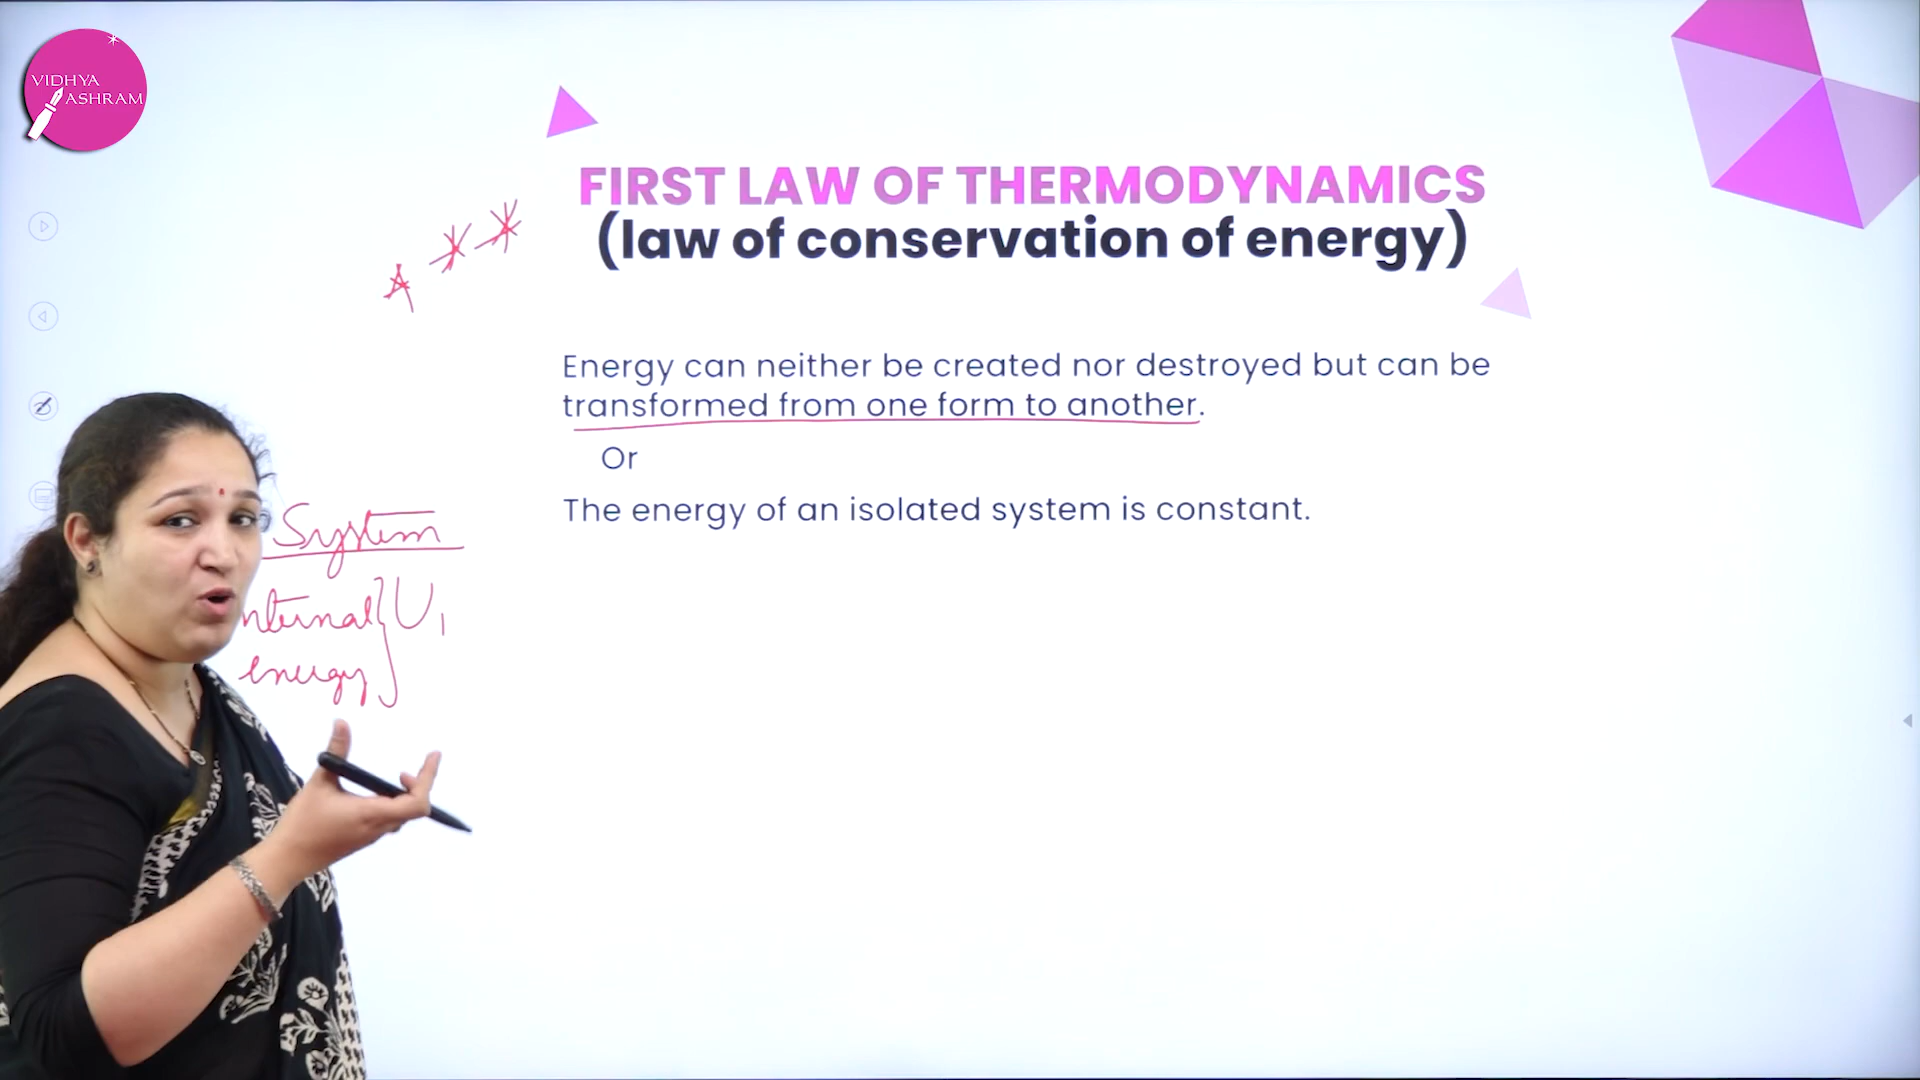 VIDHYA
ASHRAM
FIRST LAW OF THERMODYNAMICS
(law of conservation of energy)
Energy can neither be created nor destroyed but can be
transformed from one form to another.
Or
The energy of an isolated system is constant.
System
nternal } U1
energy